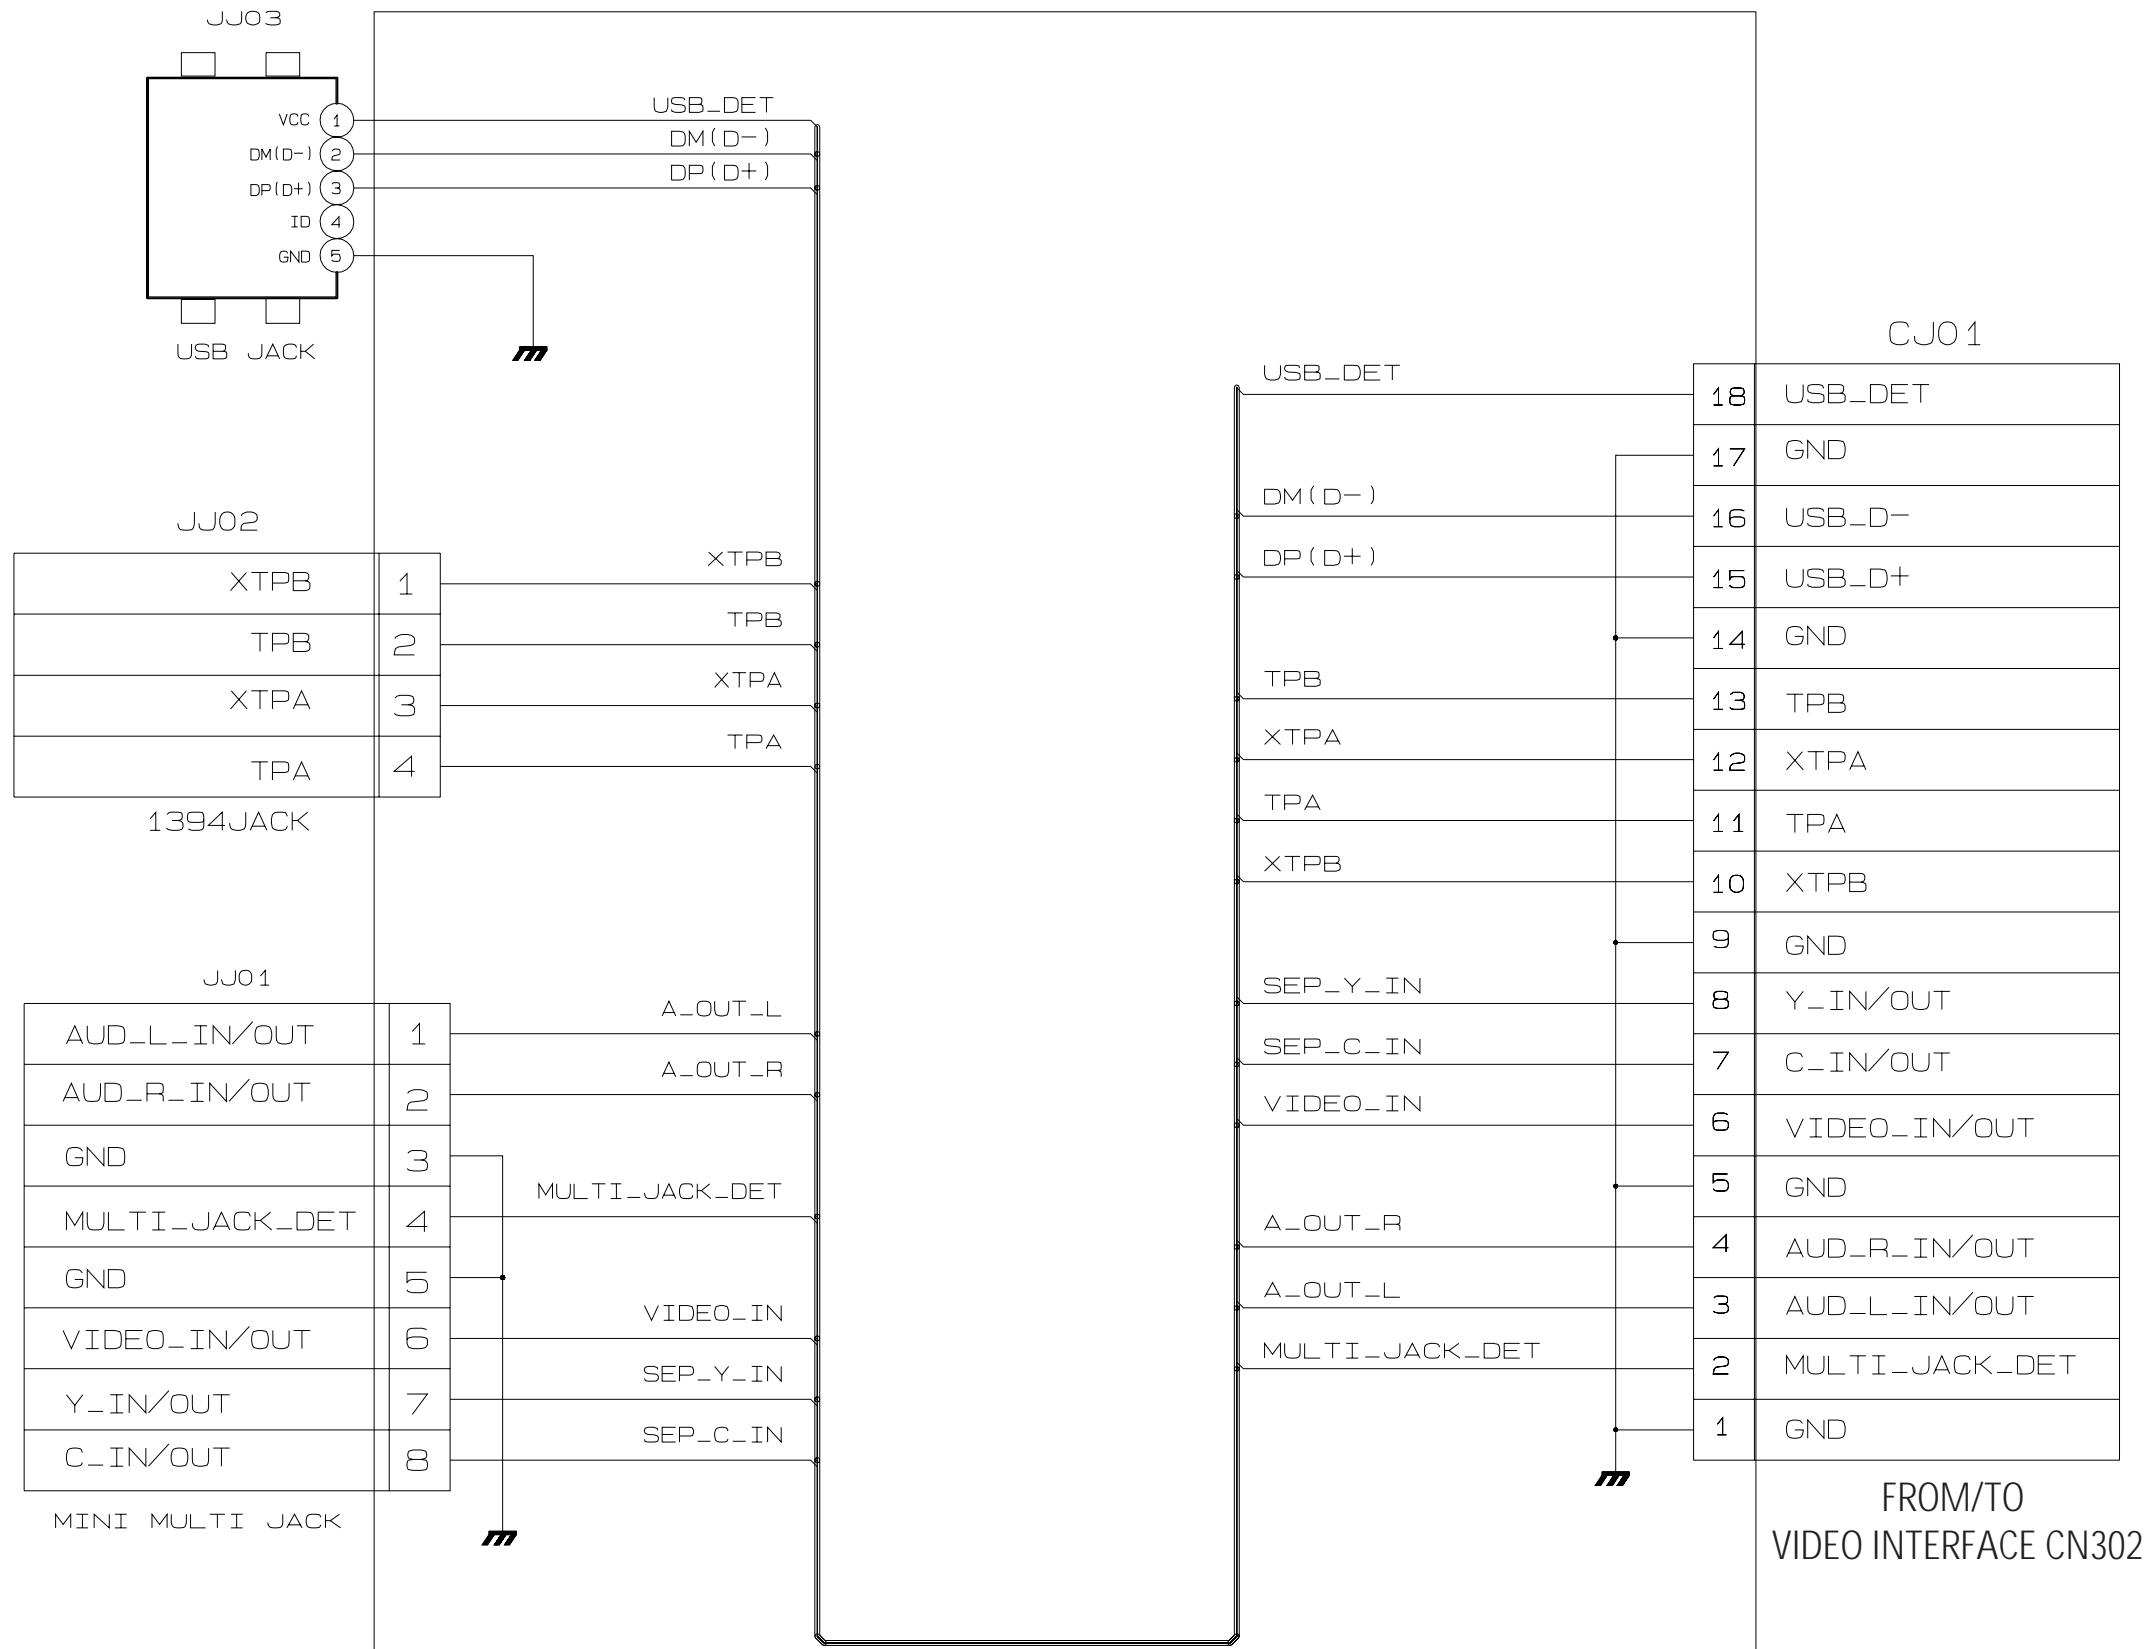 JJ03
VCC 1 USB_DET
DM(D-) 2 DM(D-)
DP(D+) 3 DP(D+)
ID 4
GND 5
USB JACK
JJ02
XTPB 1 XTPB
TPB 2 TPB
XTPA 3 XTPA
TPA 4 TPA
1394JACK
JJ01
AUD_L_IN/OUT 1 A_OUT_L
AUD_R_IN/OUT 2 A_OUT_R
GND 3
MULTI_JACK_DET 4 MULTI_JACK_DET
GND 5
VIDEO_IN/OUT 6 VIDEO_IN
Y_IN/OUT 7 SEP_Y_IN
C_IN/OUT 8 SEP_C_IN
MINI MULTI JACK
CJ01
USB_DET 18 USB_DET
17 GND
DM(D-) 16 USB_D-
DP(D+) 15 USB_D+
14 GND
TPB 13 TPB
XTPA 12 XTPA
TPA 11 TPA
XTPB 10 XTPB
9 GND
SEP_Y_IN 8 Y_IN/OUT
SEP_C_IN 7 C_IN/OUT
VIDEO_IN 6 VIDEO_IN/OUT
5 GND
A_OUT_R 4 AUD_R_IN/OUT
A_OUT_L 3 AUD_L_IN/OUT
MULTI_JACK_DET 2 MULTI_JACK_DET
1 GND
FROM/TO
VIDEO INTERFACE CN302